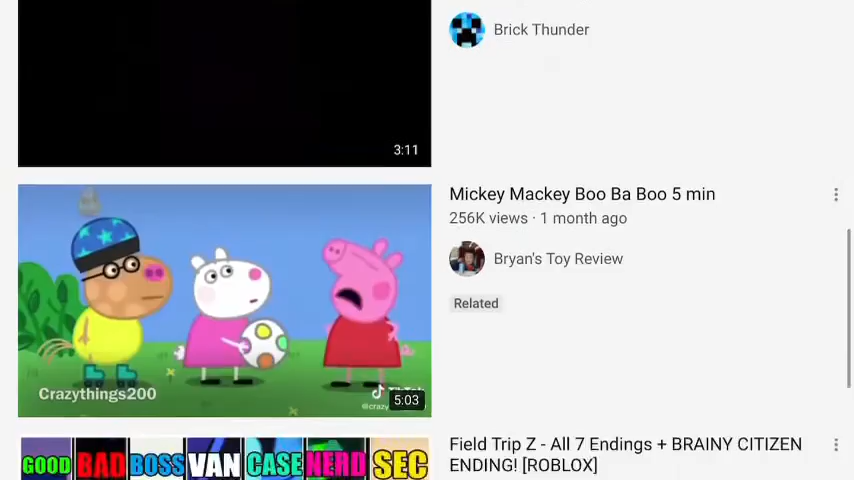 Brick Thunder
3:11
Mickey Mackey Boo Ba Boo 5 min
256K views · 1 month ago
Bryan's Toy Review
Related
Crazythings200
TikTok
@crazy
5:03
Field Trip Z - All 7 Endings + BRAINY CITIZEN
ENDING! [ROBLOX]
GOOD BAD BOSS VAN CASE NERD SEC